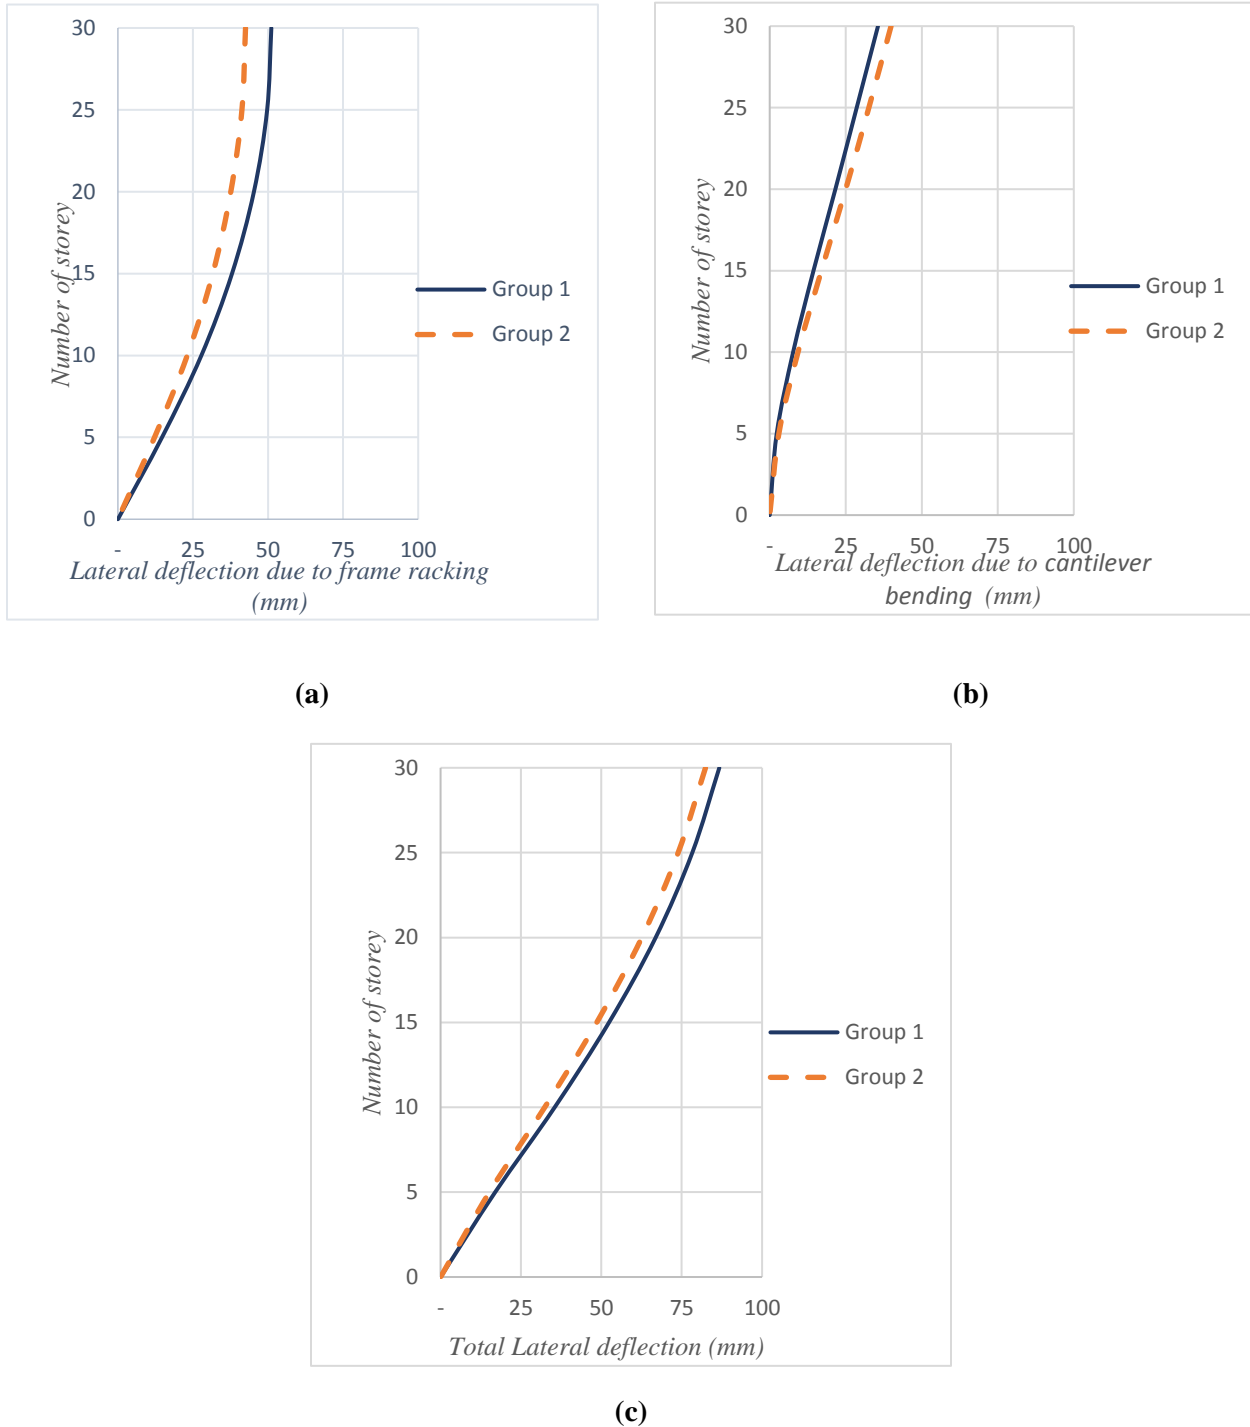 30
25
20
15
10
5
0
Number of storey
-
25
50
75
100
Lateral deflection due to frame racking
(mm)
Group 1
Group 2
(a)
30
25
20
15
10
5
0
Number of storey
-
25
50
75
100
Lateral deflection due to cantilever
bending (mm)
Group 1
Group 2
(b)
30
25
20
15
10
5
0
Number of storey
-
25
50
75
100
Total Lateral deflection (mm)
Group 1
Group 2
(c)